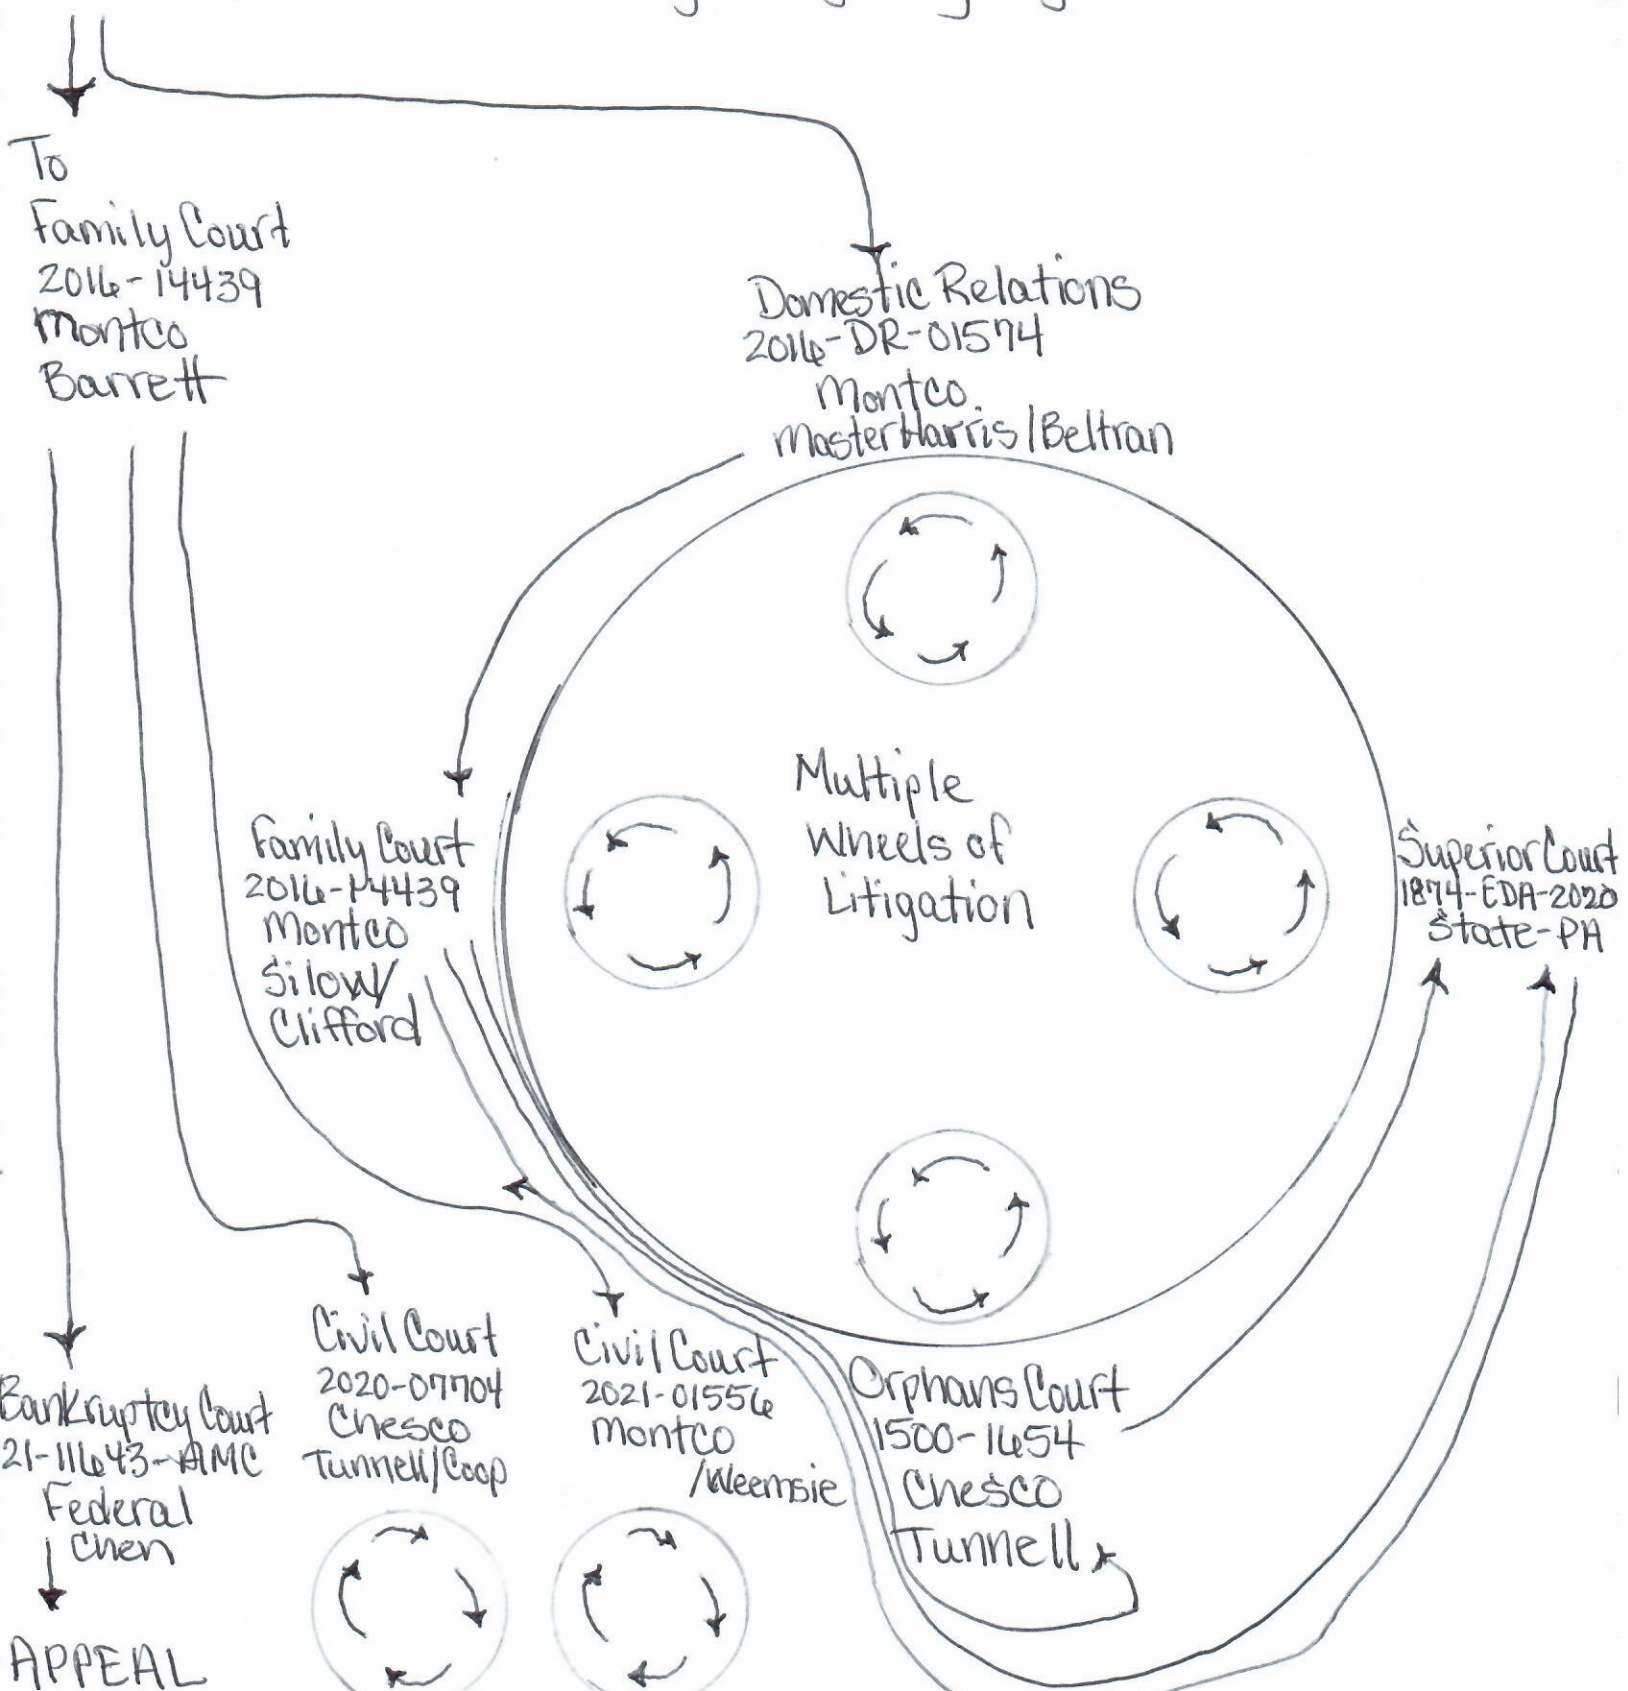 To
Family Court
2016-14439
Montco
Barrett
Domestic Relations
2016-DR-01574
Montco
Master Harris/Beltran
Multiple
Wheels of
Litigation
Family Court
2016-14439
Montco
Silow/
Clifford
Superior Court
1874-EDA-2020
State-PA
Bankruptcy Court
21-11643-AMC
Federal
Chen
APPEAL
Civil Court
2020-07704
Chesco
Tunnell/Coop
Civil Court
2021-01556
Montco
/Weemsie
Orphans Court
1500-1654
Chesco
Tunnell